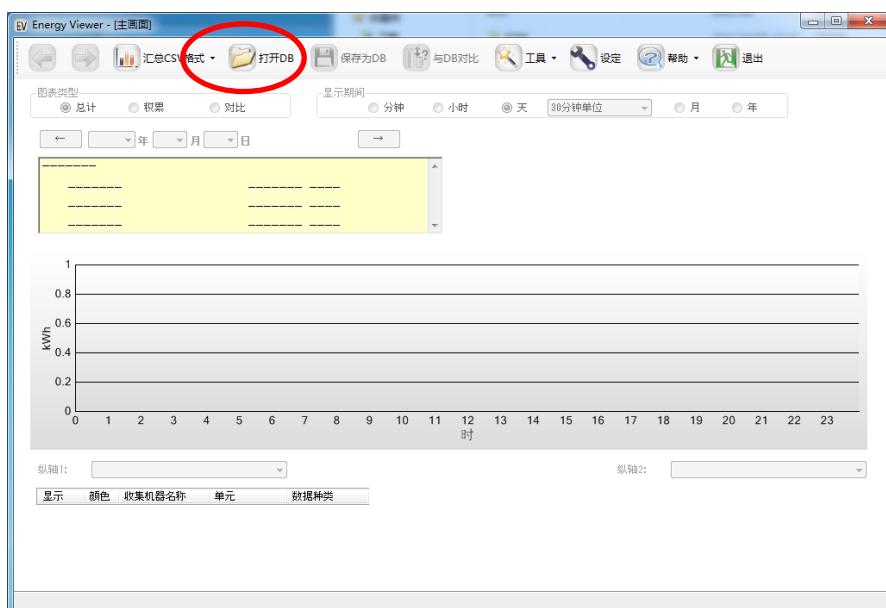 EV Energy Viewer - [主画面]
汇总CSV格式 打开DB 保存为DB 与DB对比 工具 设定 帮助 退出
图表类型 显示期间
总计 积累 对比 分钟 小时 天 30分钟单位 月 年
← 年 月 日 →
-------
------- ------- ----
------- ------- ----
------- ------- ----
1
0.8
0.6
kWh
0.4
0.2
0
0 1 2 3 4 5 6 7 8 9 10 11 12 13 14 15 16 17 18 19 20 21 22 23
时
纵轴1: 纵轴2:
显示 颜色 收集机器名称 单元 数据种类